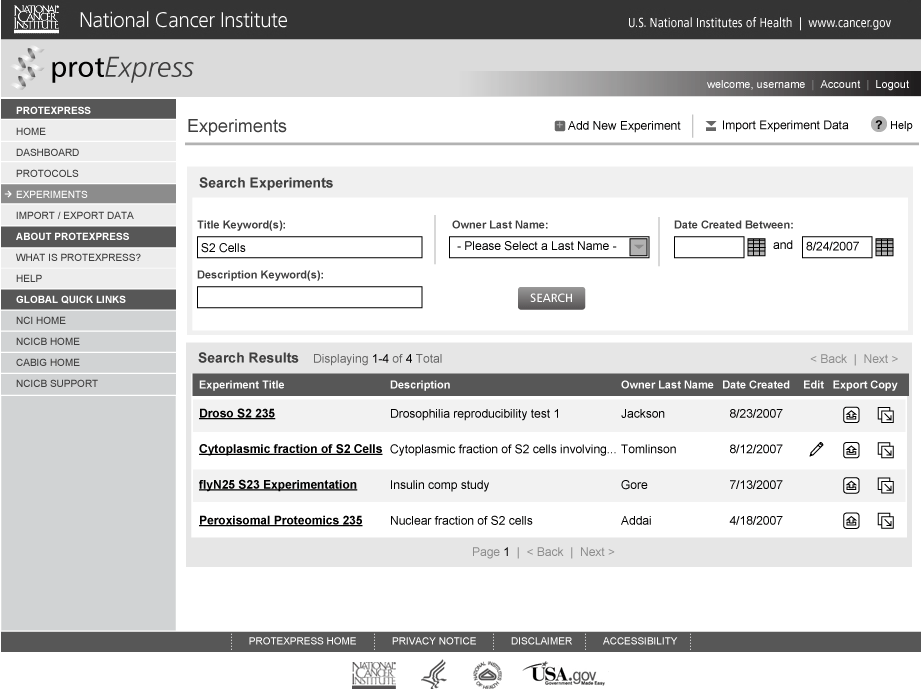 NATIONAL CANCER INSTITUTE National Cancer Institute U.S. National Institutes of Health | www.cancer.gov
protExpress
welcome, username | Account | Logout
PROTEXPRESS
HOME
DASHBOARD
PROTOCOLS
EXPERIMENTS
IMPORT / EXPORT DATA
ABOUT PROTEXPRESS
WHAT IS PROTEXPRESS?
HELP
GLOBAL QUICK LINKS
NCI HOME
NCICB HOME
CABIG HOME
NCICB SUPPORT
Experiments Add New Experiment Import Experiment Data ? Help
Search Experiments
Title Keyword(s): Owner Last Name: Date Created Between:
S2 Cells - Please Select a Last Name - and 8/24/2007
Description Keyword(s):
SEARCH
Search Results Displaying 1-4 of 4 Total < Back | Next >
Experiment Title Description Owner Last Name Date Created Edit Export Copy
Droso S2 235 Drosophilia reproducibility test 1 Jackson 8/23/2007
Cytoplasmic fraction of S2 Cells Cytoplasmic fraction of S2 cells involving... Tomlinson 8/12/2007
flyN25 S23 Experimentation Insulin comp study Gore 7/13/2007
Peroxisomal Proteomics 235 Nuclear fraction of S2 cells Addai 4/18/2007
Page 1 | < Back | Next >
PROTEXPRESS HOME PRIVACY NOTICE DISCLAIMER ACCESSIBILITY
NATIONAL CANCER INSTITUTE NATIONAL INSTITUTES OF HEALTH USA.gov
Government Made Easy